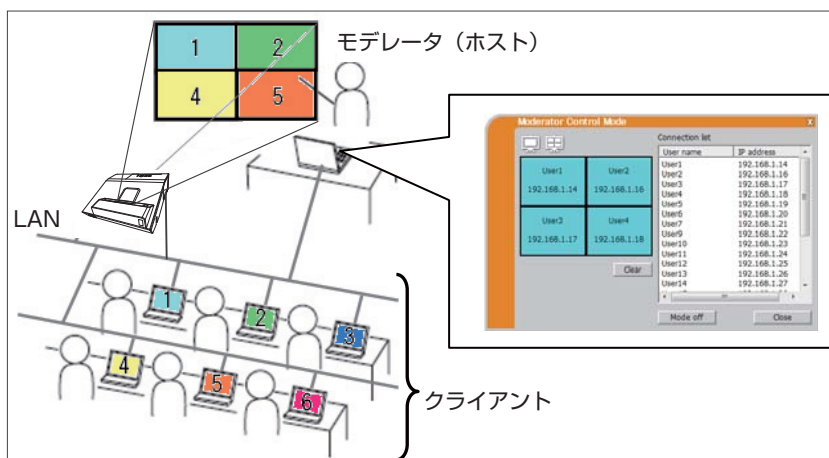 1 2
4 5
モデレータ（ホスト）
LAN
1
2
3
4
5
6
クライアント
Moderator Control Mode X
Connection list
User name IP address
User1 192.168.1.14
User2 192.168.1.16
User3 192.168.1.17
User4 192.168.1.18
User5 192.168.1.19
User6 192.168.1.20
User7 192.168.1.21
User9 192.168.1.22
User10 192.168.1.23
User11 192.168.1.24
User12 192.168.1.25
User13 192.168.1.26
User14 192.168.1.27
User1 User2
192.168.1.14 192.168.1.16
User3 User4
192.168.1.17 192.168.1.18
Clear
Mode off Close